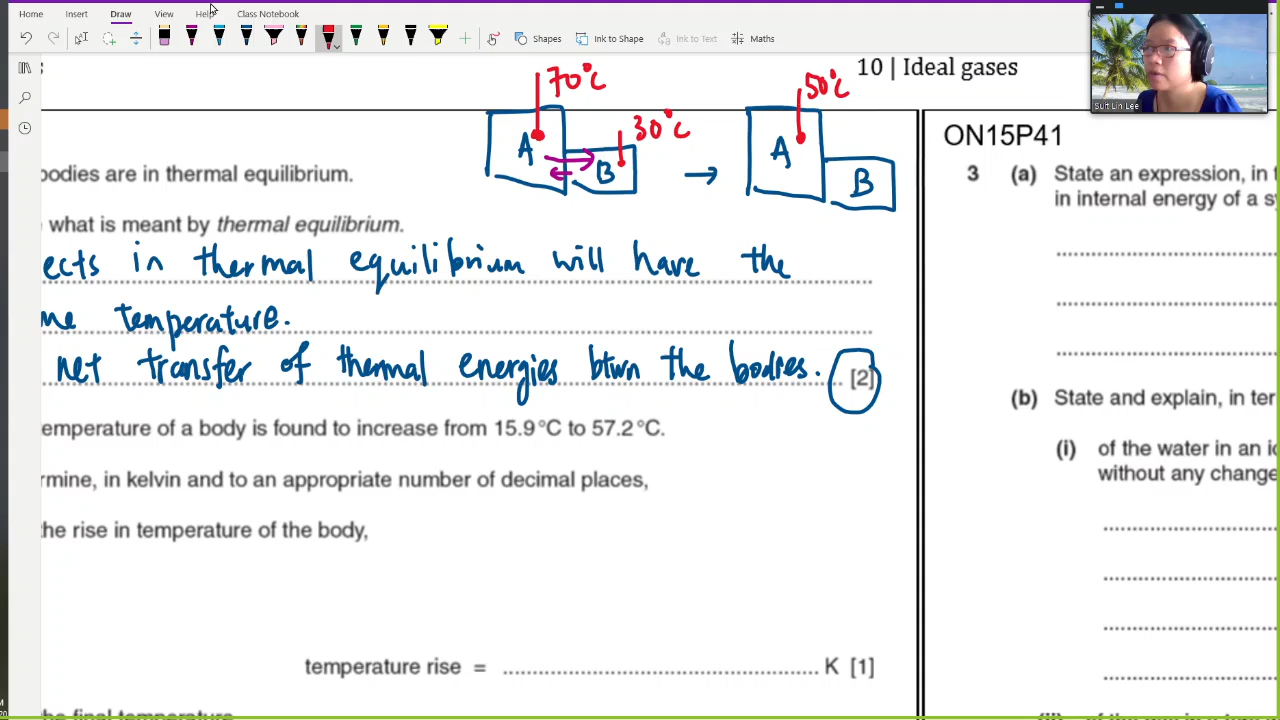 Home Insert Draw View Help Class Notebook
Shapes Ink to Shape Ink to Text Maths
Suit Lin Lee
10 | Ideal gases
70°C
30°C
A
B
→
50°C
A
B
bodies are in thermal equilibrium.
what is meant by thermal equilibrium.
ects in thermal equilibrium will have the
me temperature.
net transfer of thermal energies btwn the bodies. [2]
emperature of a body is found to increase from 15.9 °C to 57.2 °C.
rmine, in kelvin and to an appropriate number of decimal places,
the rise in temperature of the body,
temperature rise = ................................................ K [1]
the final temperature
ON15P41
3 (a) State an expression, in t
in internal energy of a sy
(b) State and explain, in ter
(i) of the water in an ic
without any change